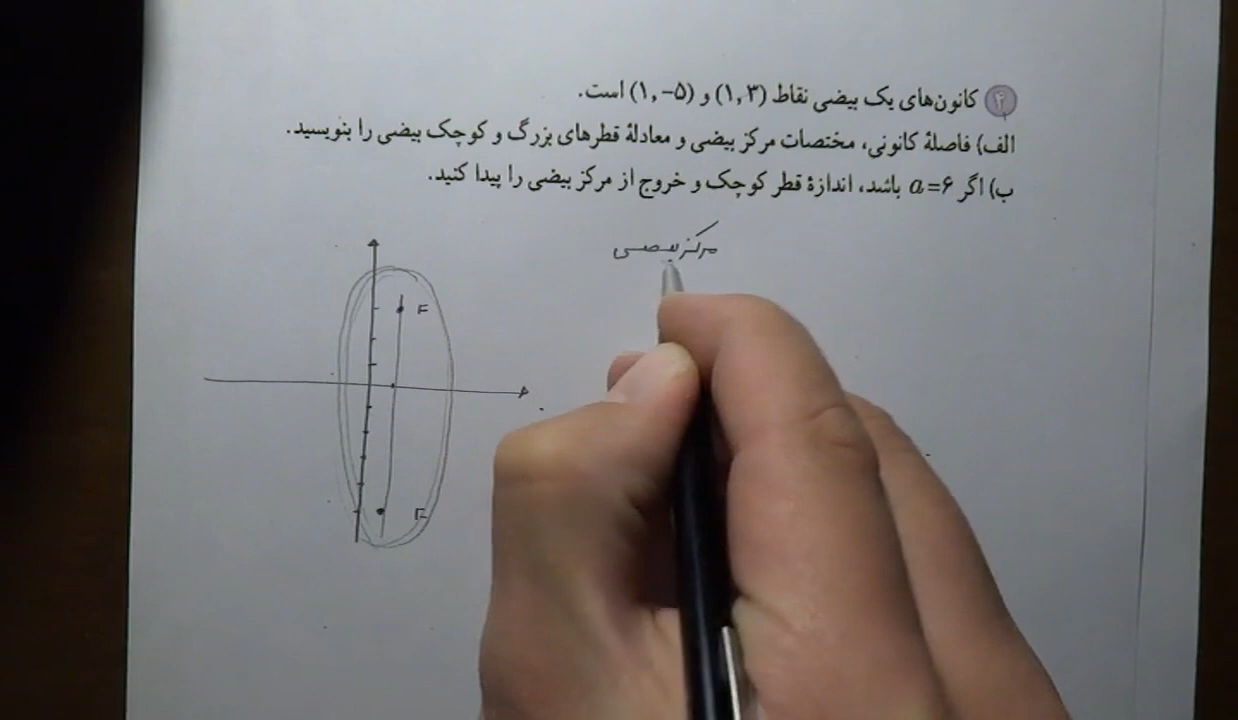 ۴ کانون‌های یک بیضی نقاط (۱,۳) و (۱,-۵) است.
الف) فاصلهٔ کانونی، مختصات مرکز بیضی و معادلهٔ قطرهای بزرگ و کوچک بیضی را بنویسید.
ب) اگر a=۶ باشد، اندازهٔ قطر کوچک و خروج از مرکز بیضی را پیدا کنید.
مرکز بیضی
F
F